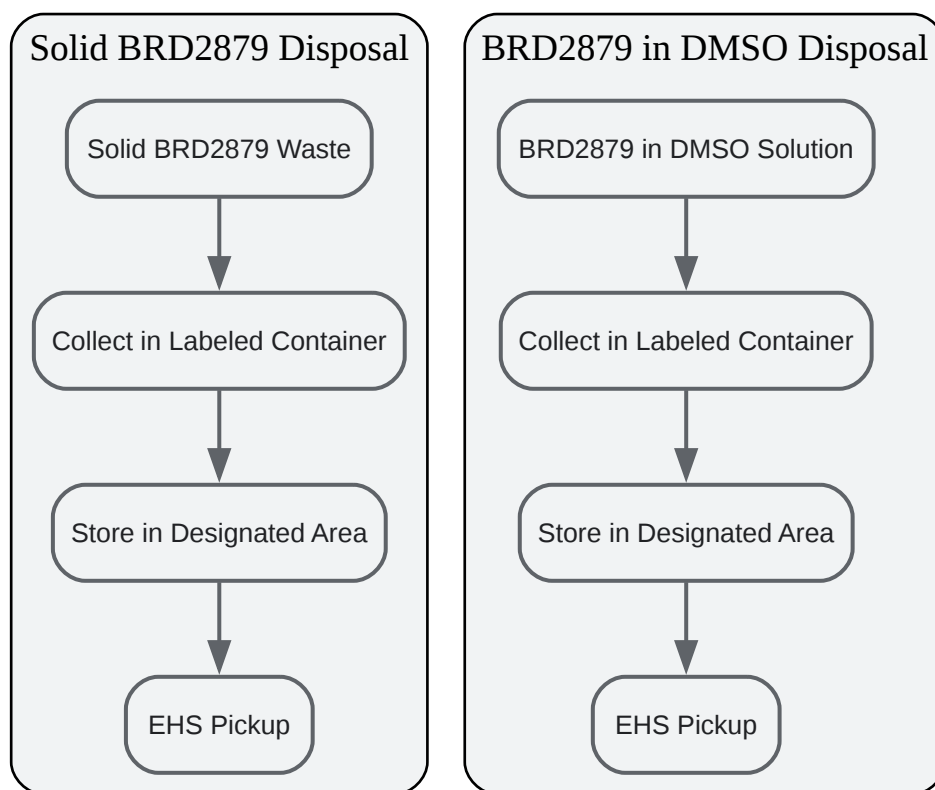 Solid BRD2879 Disposal
Solid BRD2879 Waste
Collect in Labeled Container
Store in Designated Area
EHS Pickup
BRD2879 in DMSO Disposal
BRD2879 in DMSO Solution
Collect in Labeled Container
Store in Designated Area
EHS Pickup